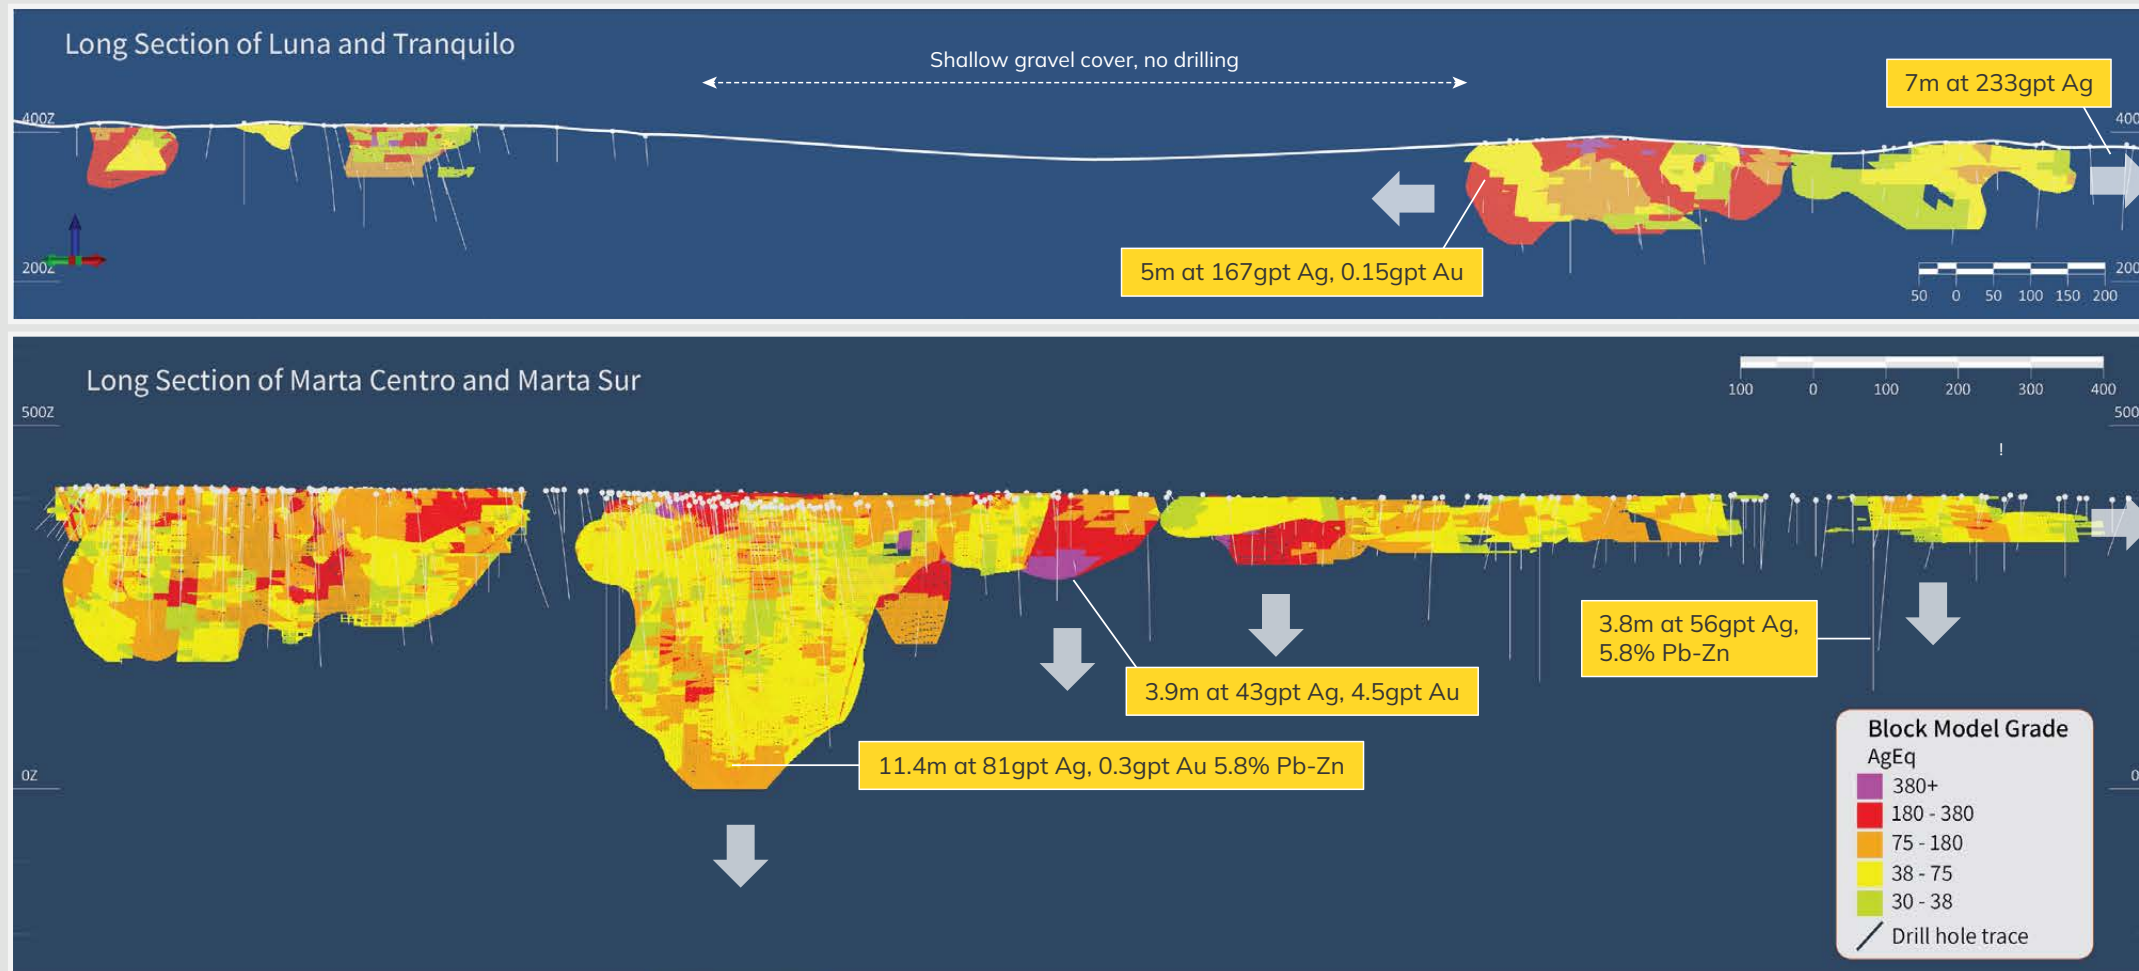 Long Section of Luna and Tranquilo
Shallow gravel cover, no drilling
7m at 233gpt Ag
400Z
400
5m at 167gpt Ag, 0.15gpt Au
200Z
200
50 0 50 100 150 200
Long Section of Marta Centro and Marta Sur
100 0 100 200 300 400
500Z
500
!
3.8m at 56gpt Ag,
5.8% Pb-Zn
3.9m at 43gpt Ag, 4.5gpt Au
11.4m at 81gpt Ag, 0.3gpt Au 5.8% Pb-Zn
0Z
0
Block Model Grade
AgEq
380+
180 - 380
75 - 180
38 - 75
30 - 38
Drill hole trace